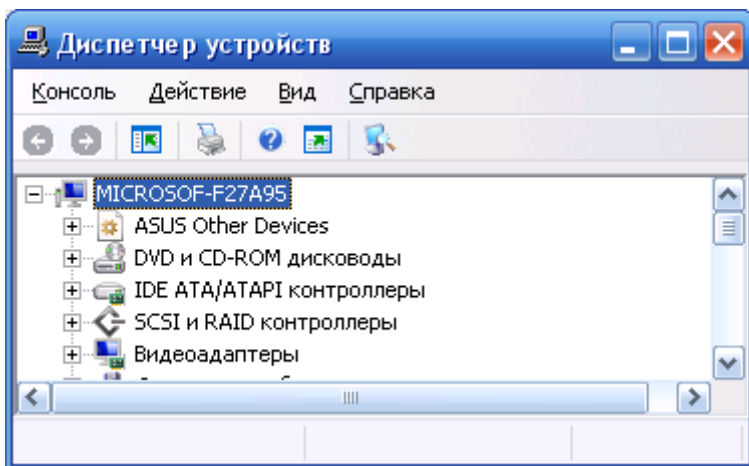 Диспетчер устройств
Консоль Действие Вид Справка
MICROSOF-F27A95
ASUS Other Devices
DVD и CD-ROM дисководы
IDE ATA/ATAPI контроллеры
SCSI и RAID контроллеры
Видеоадаптеры